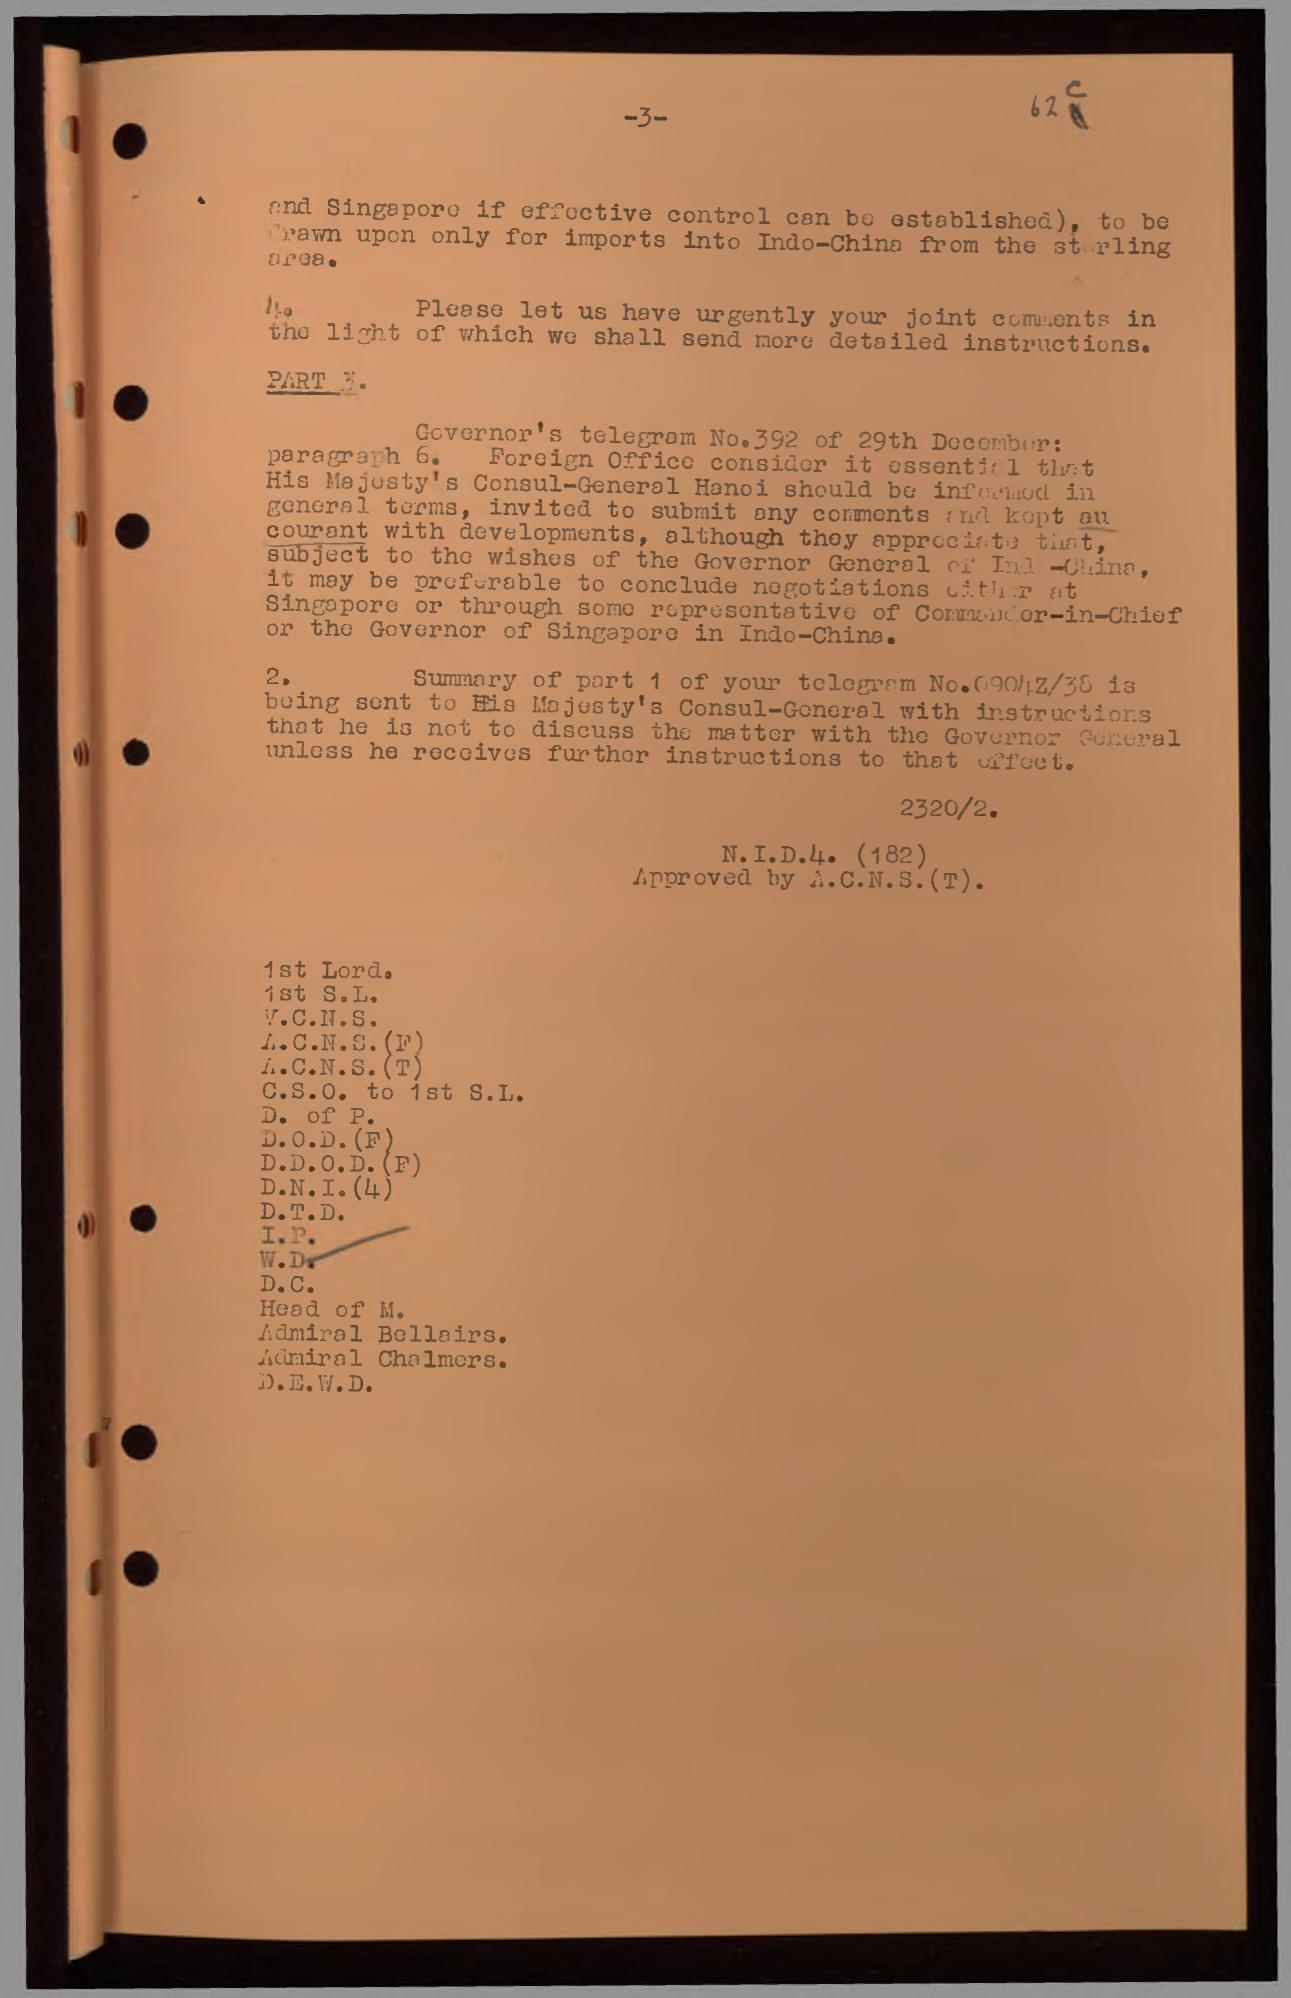 -3-
62 C
and Singapore if effective control can be established), to be
drawn upon only for imports into Indo-China from the sterling
area.
4. Please let us have urgently your joint comments in
the light of which we shall send more detailed instructions.
PART 3.
Governor's telegram No.392 of 29th December:
paragraph 6. Foreign Office consider it essential that
His Majesty's Consul-General Hanoi should be informed in
general terms, invited to submit any comments and kept au
courant with developments, although they appreciate that,
subject to the wishes of the Governor General of Indo-China,
it may be preferable to conclude negotiations either at
Singapore or through some representative of Commander-in-Chief
or the Governor of Singapore in Indo-China.
2. Summary of part 1 of your telegram No.0904Z/38 is
being sent to His Majesty's Consul-General with instructions
that he is not to discuss the matter with the Governor General
unless he receives further instructions to that effect.
2320/2.
N.I.D.4. (182)
Approved by A.C.N.S.(T).
1st Lord.
1st S.L.
V.C.N.S.
A.C.N.S.(F)
A.C.N.S.(T)
C.S.O. to 1st S.L.
D. of P.
D.O.D.(F)
D.D.O.D.(F)
D.N.I.(4)
D.T.D.
I.P.
W.D.
D.C.
Head of M.
Admiral Bellairs.
Admiral Chalmers.
D.E.W.D.